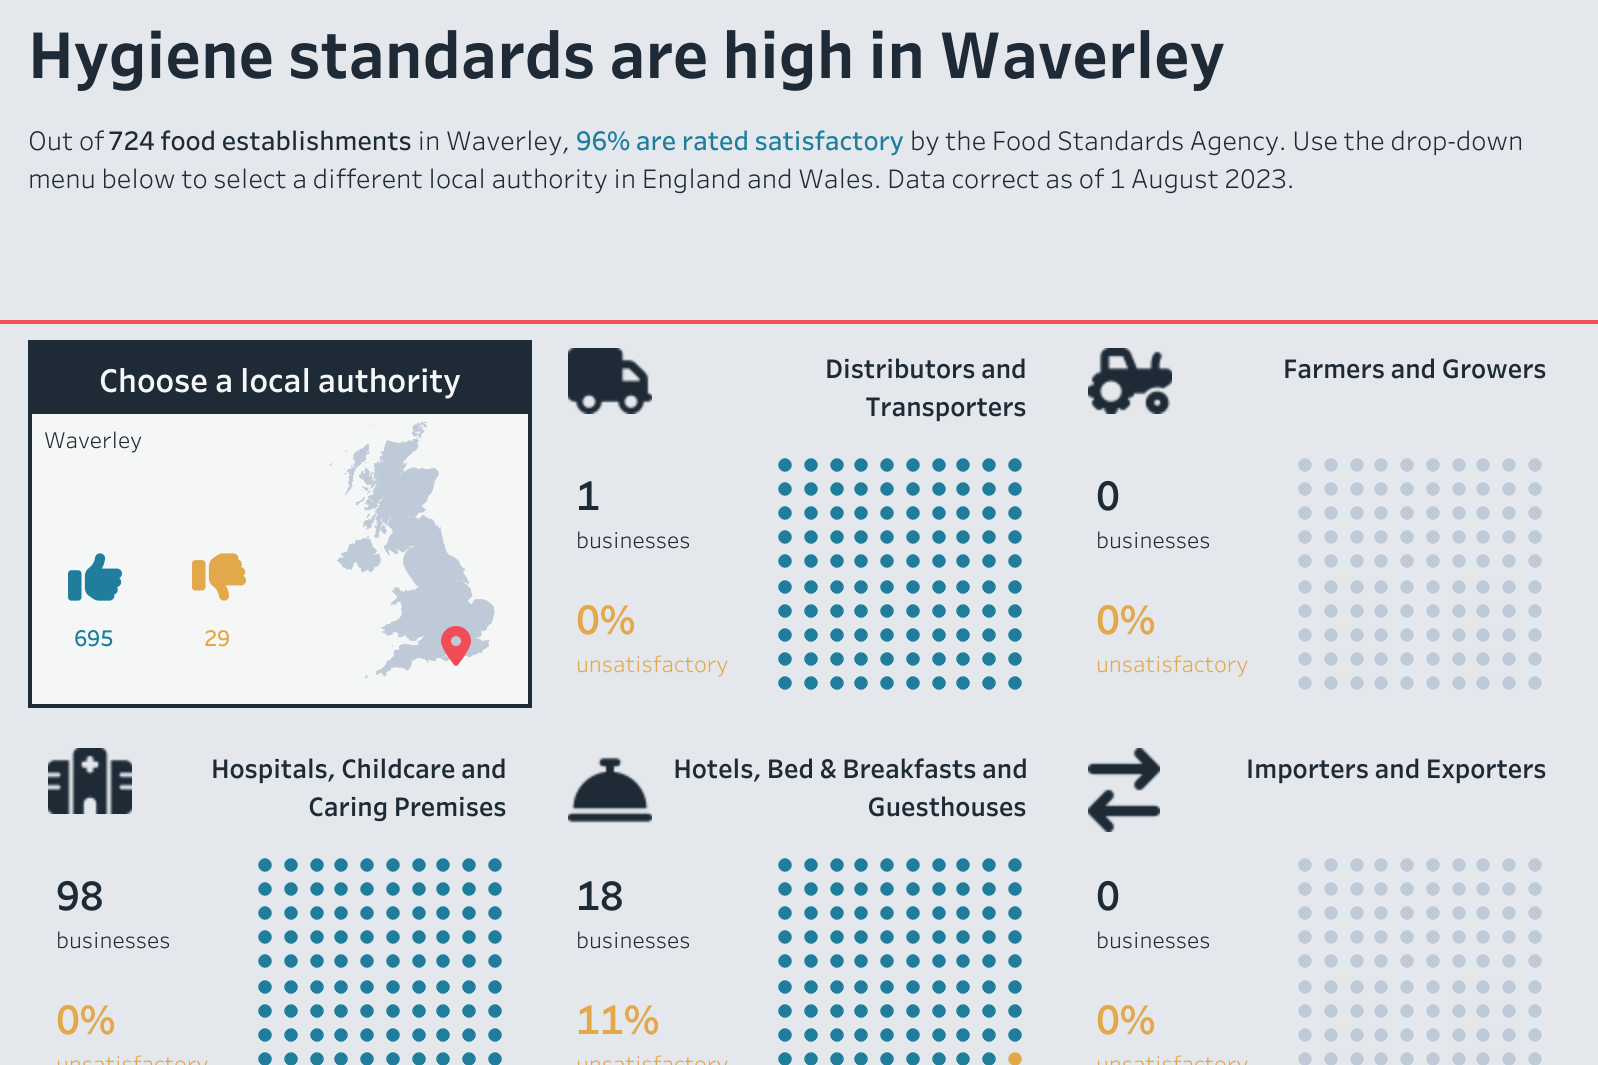 Hygiene standards are high in Waverley
Out of 724 food establishments in Waverley, 96% are rated satisfactory by the Food Standards Agency. Use the drop-down
menu below to select a different local authority in England and Wales. Data correct as of 1 August 2023.
Choose a local authority
Waverley
695
29
Distributors and
Transporters
1
businesses
0%
unsatisfactory
Farmers and Growers
0
businesses
0%
unsatisfactory
Hospitals, Childcare and
Caring Premises
98
businesses
0%
unsatisfactory
Hotels, Bed & Breakfasts and
Guesthouses
18
businesses
11%
unsatisfactory
Importers and Exporters
0
businesses
0%
unsatisfactory